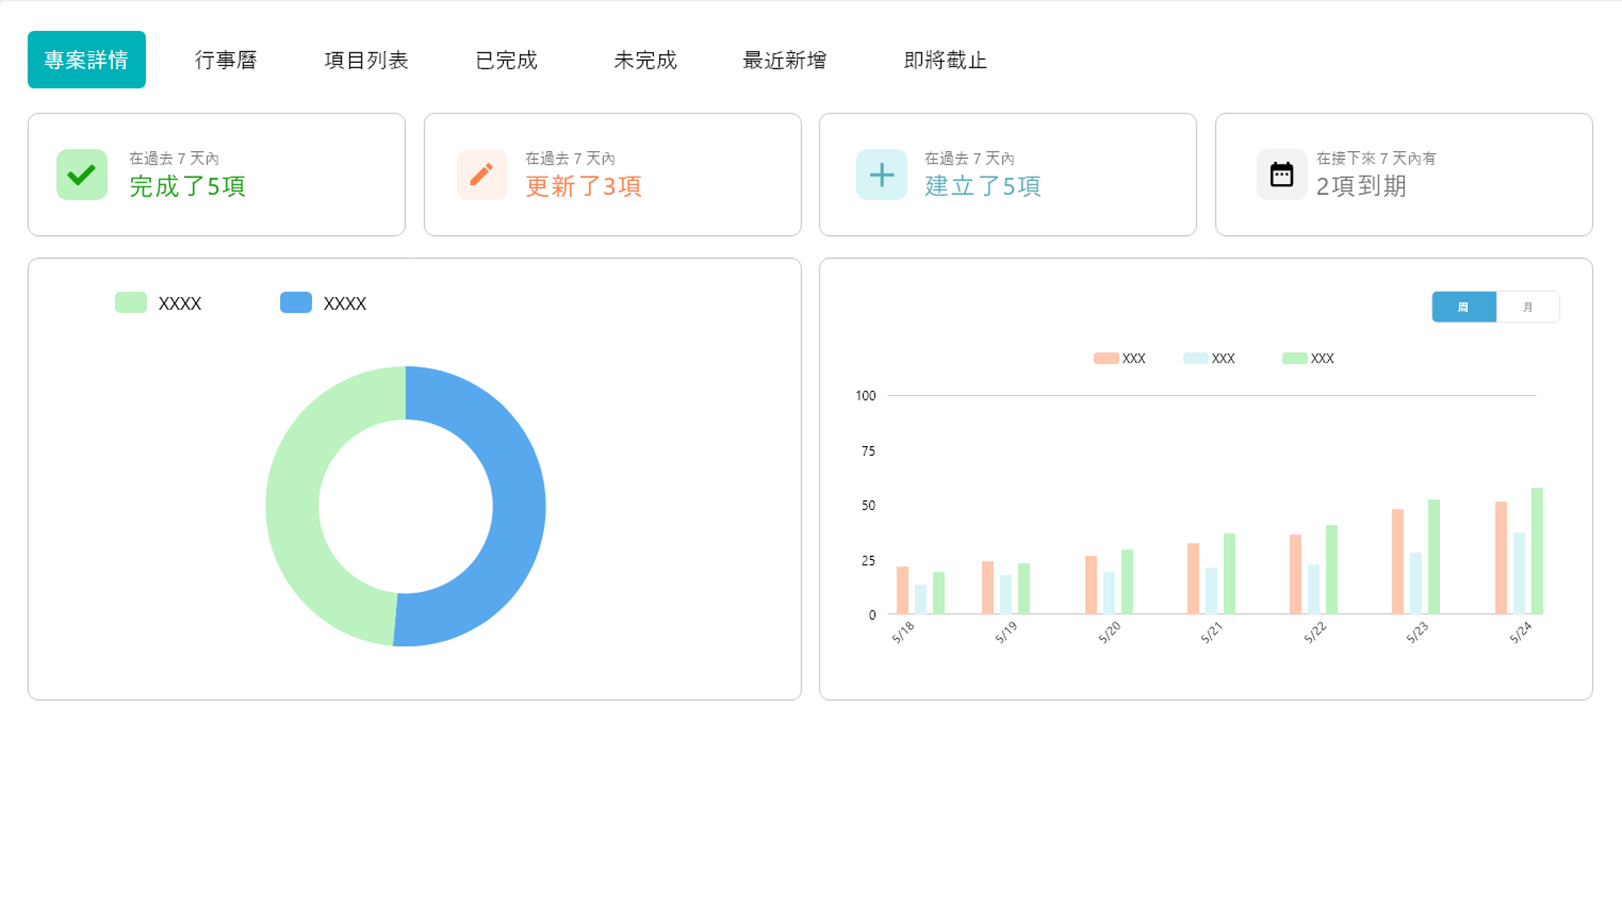 專案詳情 行事曆 項目列表 已完成 未完成 最近新增 即將截止
在過去 7 天內
完成了5項
在過去 7 天內
更新了3項
在過去 7 天內
建立了5項
在接下來 7 天內有
2項到期
XXXX XXXX
周 月
XXX XXX XXX
100
75
50
25
0
5/18 5/19 5/20 5/21 5/22 5/23 5/24